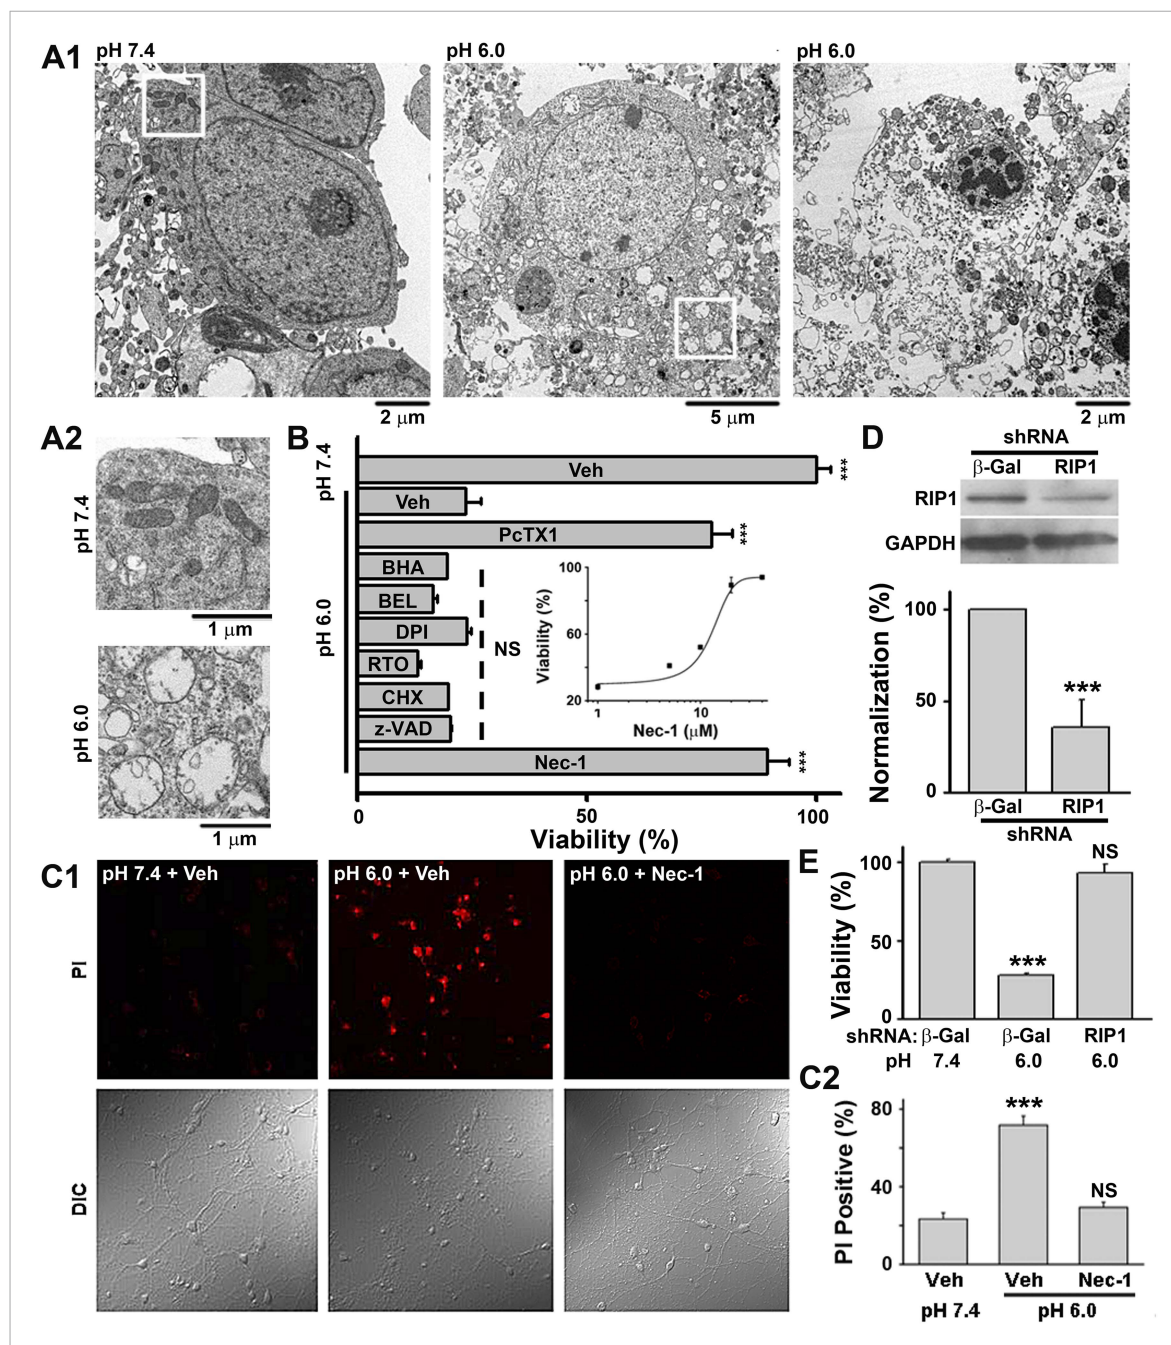 A1
pH 7.4
pH 6.0
pH 6.0
2 μm
5 μm
2 μm
A2
pH 7.4
1 μm
pH 6.0
1 μm
B
pH 7.4
Veh
***
pH 6.0
Veh
PcTX1
***
BHA
BEL
DPI
RTO
CHX
z-VAD
NS
Nec-1
***
Viability (%)
100
60
20
1
10
Nec-1 (μM)
0
50
100
Viability (%)
D
shRNA
β-Gal RIP1
RIP1
GAPDH
Normalization (%)
100
50
0
***
β-Gal RIP1
shRNA
C1
pH 7.4 + Veh
pH 6.0 + Veh
pH 6.0 + Nec-1
PI
DIC
E
Viability (%)
100
50
0
***
NS
shRNA: β-Gal β-Gal RIP1
pH 7.4 6.0 6.0
C2
PI Positive (%)
80
40
0
***
NS
Veh Veh Nec-1
pH 7.4 pH 6.0